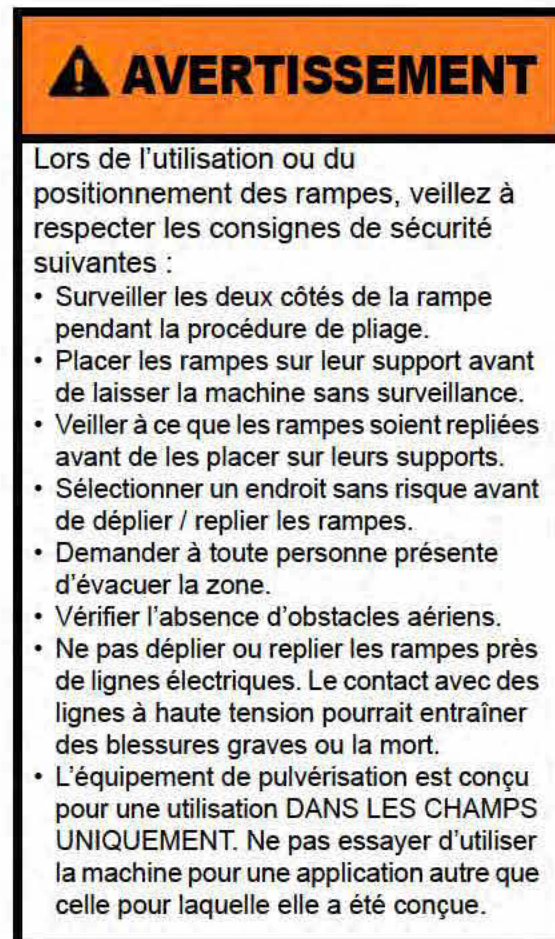 AVERTISSEMENT
Lors de l'utilisation ou du
positionnement des rampes, veillez à
respecter les consignes de sécurité
suivantes :
• Surveiller les deux côtés de la rampe
pendant la procédure de pliage.
• Placer les rampes sur leur support avant
de laisser la machine sans surveillance.
• Veiller à ce que les rampes soient repliées
avant de les placer sur leurs supports.
• Sélectionner un endroit sans risque avant
de déplier / replier les rampes.
• Demander à toute personne présente
d'évacuer la zone.
• Vérifier l'absence d'obstacles aériens.
• Ne pas déplier ou replier les rampes près
de lignes électriques. Le contact avec des
lignes à haute tension pourrait entraîner
des blessures graves ou la mort.
• L'équipement de pulvérisation est conçu
pour une utilisation DANS LES CHAMPS
UNIQUEMENT. Ne pas essayer d'utiliser
la machine pour une application autre que
celle pour laquelle elle a été conçue.